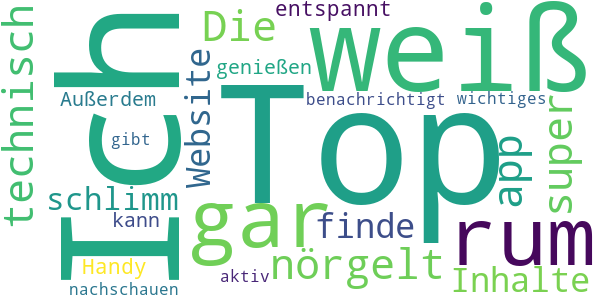 entspannt
Die
weiß
technisch
Ich
Website
genießen
Außerdem
benachrichtigt
wichtiges
Top
gibt
app
super
schlimm
gar
kann
finde
rum
Handy
nörgelt
Inhalte
aktiv
nachschauen